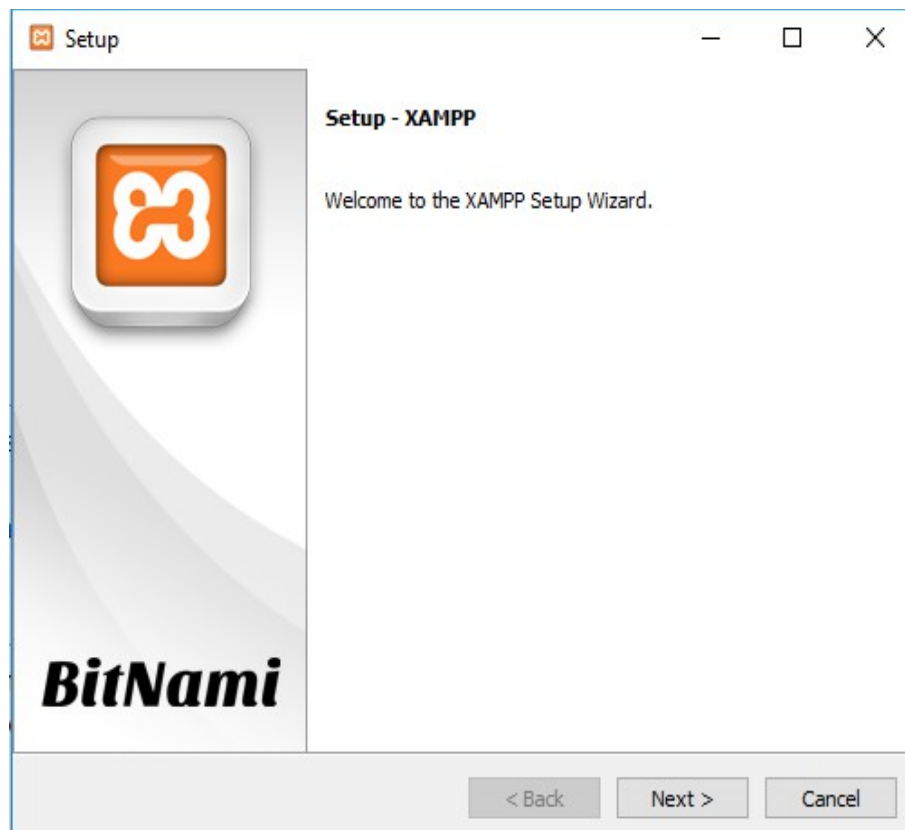 Setup
Setup - XAMPP
Welcome to the XAMPP Setup Wizard.
BitNami
< Back
Next >
Cancel